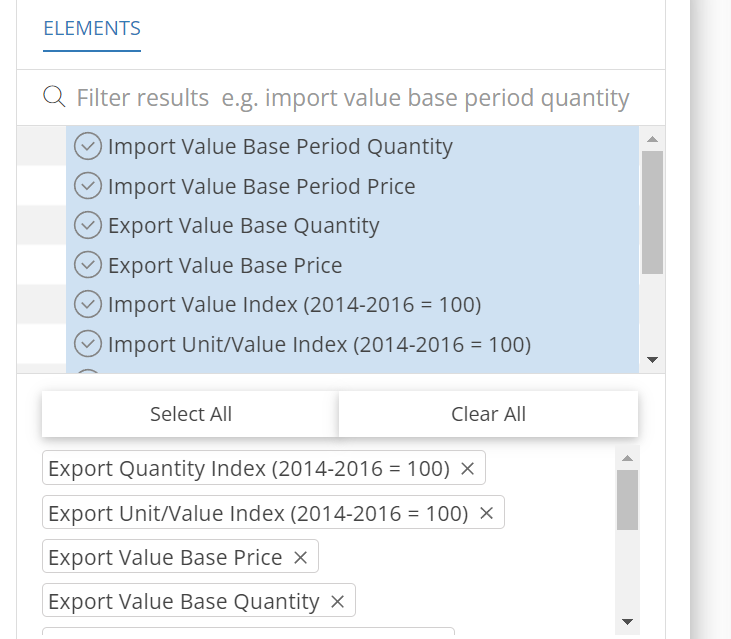 ELEMENTS
Filter results e.g. import value base period quantity
Import Value Base Period Quantity
Import Value Base Period Price
Export Value Base Quantity
Export Value Base Price
Import Value Index (2014-2016 = 100)
Import Unit/Value Index (2014-2016 = 100)
Select All Clear All
Export Quantity Index (2014-2016 = 100) ×
Export Unit/Value Index (2014-2016 = 100) ×
Export Value Base Price ×
Export Value Base Quantity ×